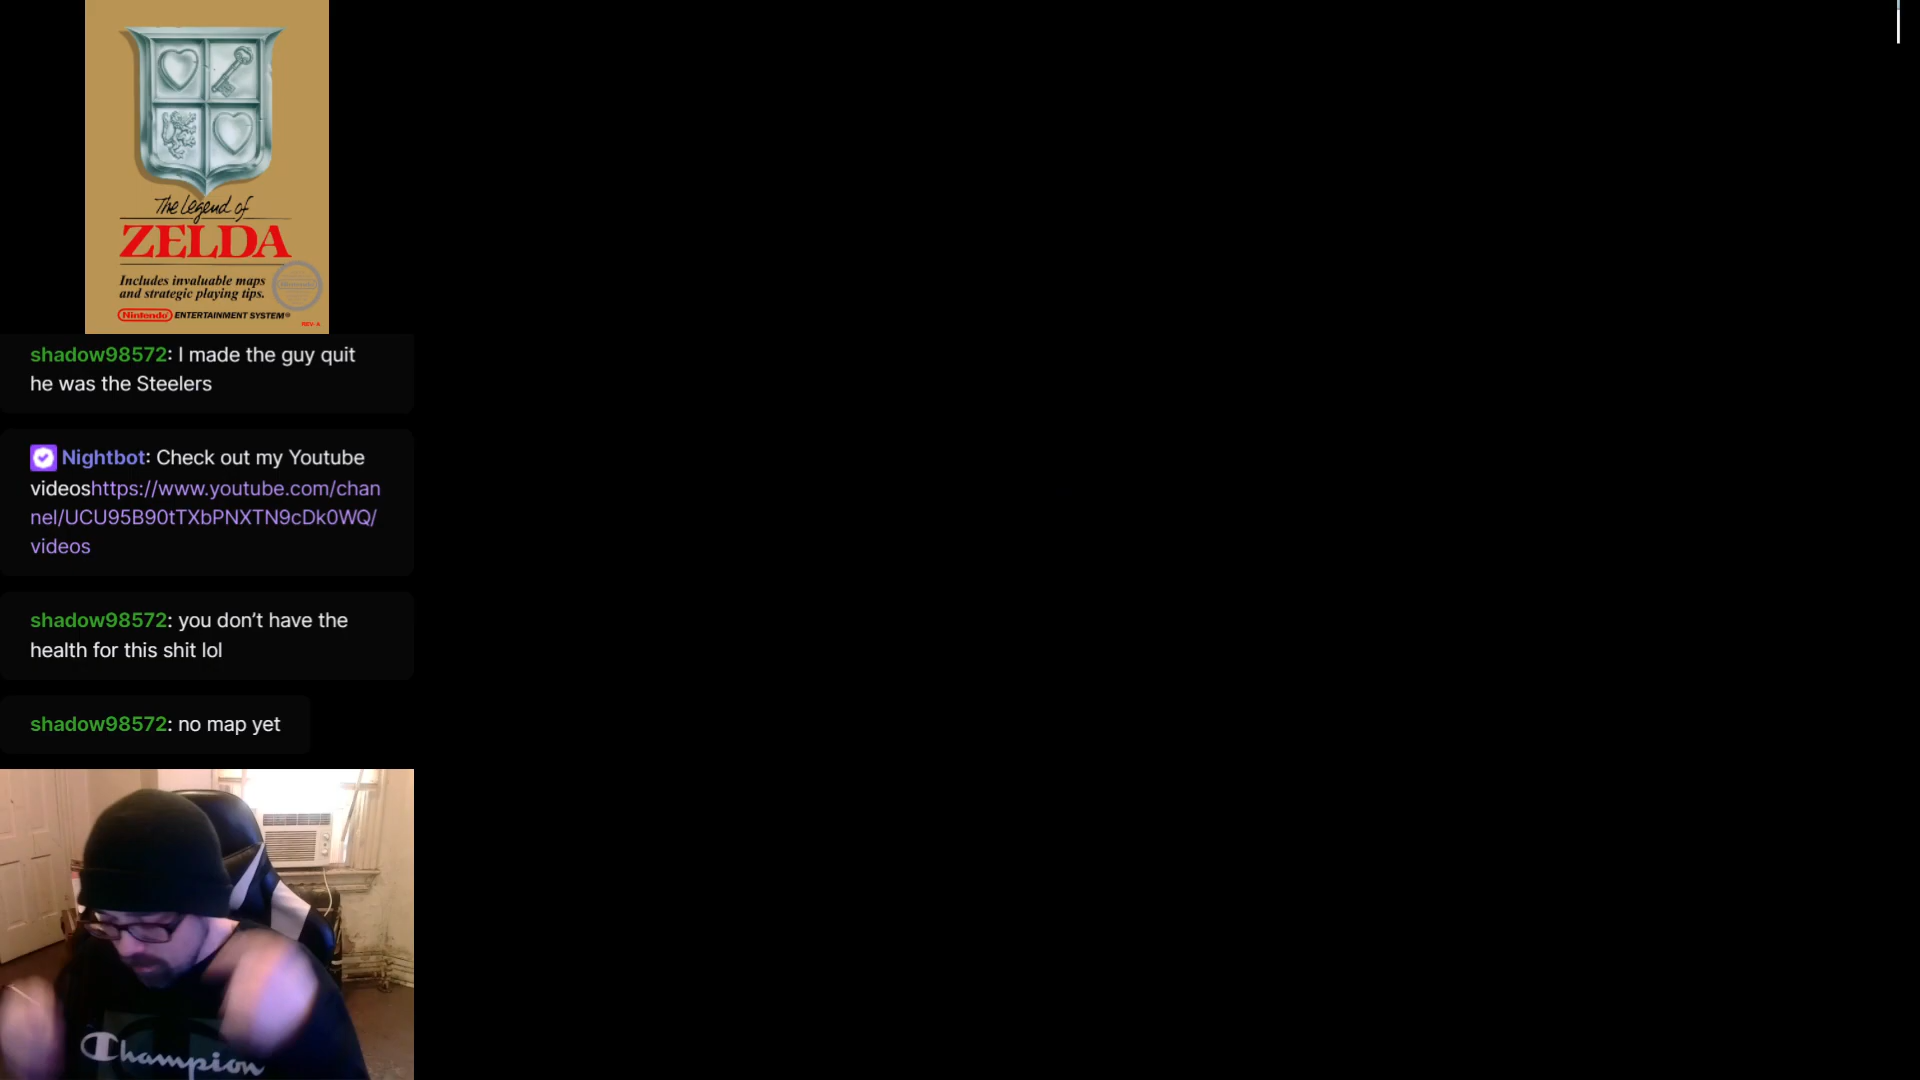 The Legend of
ZELDA
Includes invaluable maps
and strategic playing tips.
Nintendo ENTERTAINMENT SYSTEM®
REV-A
shadow98572: I made the guy quit
he was the Steelers
Nightbot: Check out my Youtube
videoshttps://www.youtube.com/chan
nel/UCU95B90tTXbPNXTN9cDk0WQ/
videos
shadow98572: you don’t have the
health for this shit lol
shadow98572: no map yet
Champion